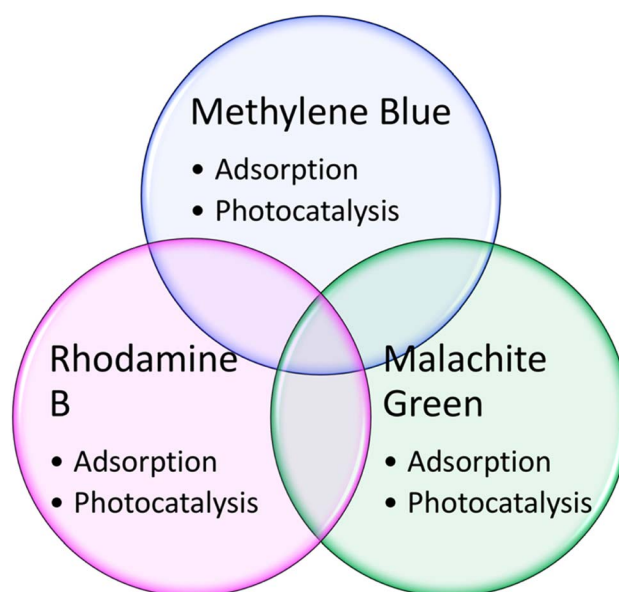 Methylene Blue
• Adsorption
• Photocatalysis
Rhodamine
B
• Adsorption
• Photocatalysis
Malachite
Green
• Adsorption
• Photocatalysis